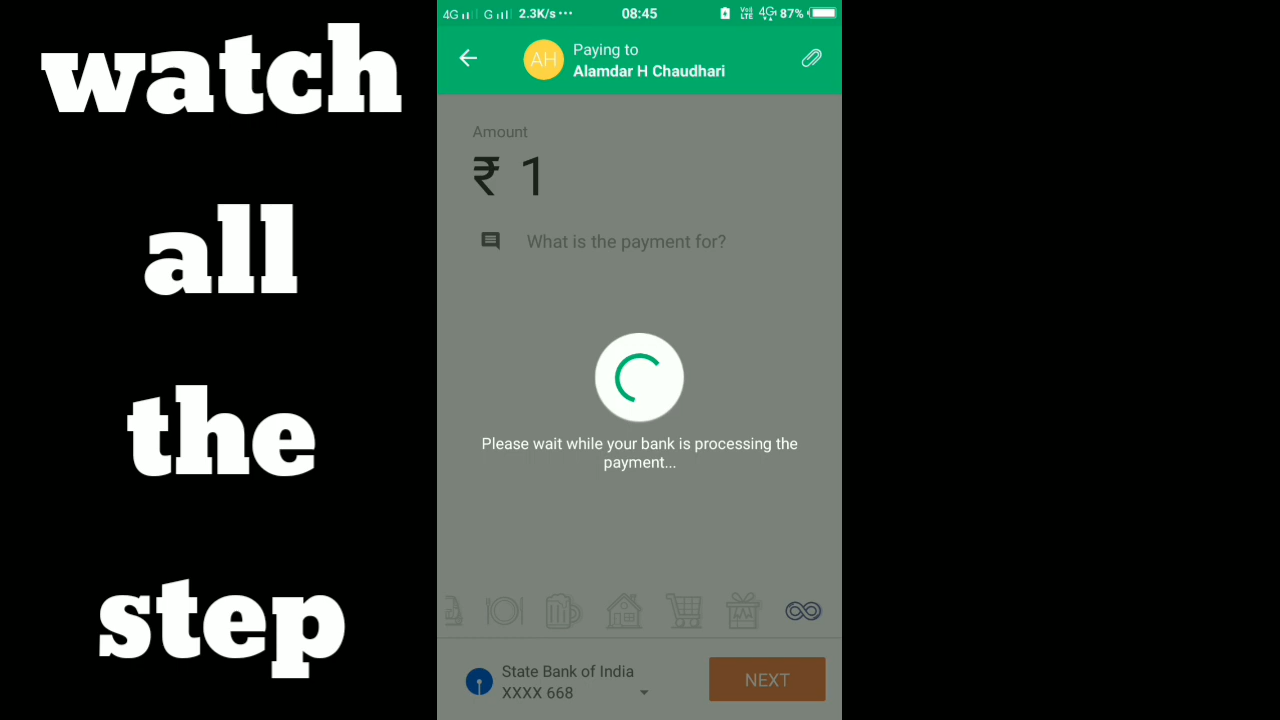 watch
all
the
step
4G G 2.3K/s ··· 08:45 VoLTE 4G 87%
AH
Paying to
Alamdar H Chaudhari
Amount
₹ 1
What is the payment for?
Please wait while your bank is processing the
payment...
State Bank of India
XXXX 668
NEXT